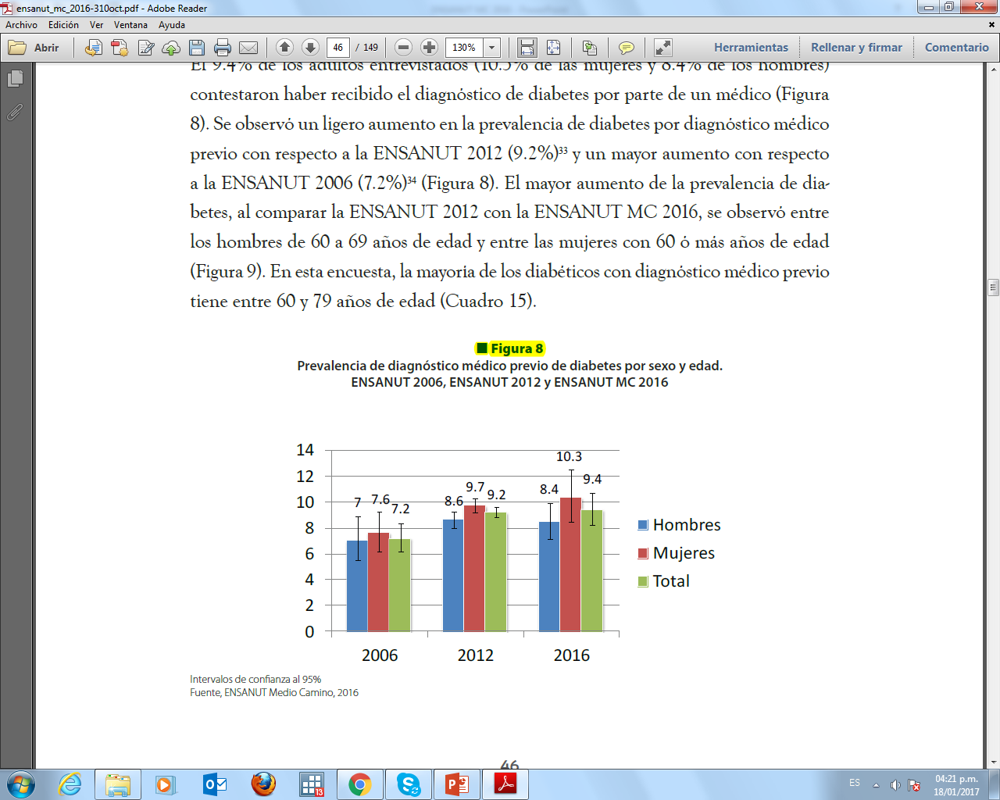 ensanut_mc_2016-310oct.pdf - Adobe Reader
Archivo Edición Ver Ventana Ayuda
Abrir 46 / 149 130% Herramientas Rellenar y firmar Comentario
El 9.4% de los adultos entrevistados (10.3% de las mujeres y 8.4% de los hombres)
contestaron haber recibido el diagnóstico de diabetes por parte de un médico (Figura
8). Se observó un ligero aumento en la prevalencia de diabetes por diagnóstico médico
previo con respecto a la ENSANUT 2012 (9.2%)³³ y un mayor aumento con respecto
a la ENSANUT 2006 (7.2%)³⁴ (Figura 8). El mayor aumento de la prevalencia de dia-
betes, al comparar la ENSANUT 2012 con la ENSANUT MC 2016, se observó entre
los hombres de 60 a 69 años de edad y entre las mujeres con 60 ó más años de edad
(Figura 9). En esta encuesta, la mayoría de los diabéticos con diagnóstico médico previo
tiene entre 60 y 79 años de edad (Cuadro 15).
■ Figura 8
Prevalencia de diagnóstico médico previo de diabetes por sexo y edad.
ENSANUT 2006, ENSANUT 2012 y ENSANUT MC 2016
14
12
10
8
6
4
2
0
7 7.6 7.2
8.6 9.7 9.2
8.4 10.3 9.4
2006 2012 2016
Hombres
Mujeres
Total
Intervalos de confianza al 95%
Fuente, ENSANUT Medio Camino, 2016
46
13
ES
04:21 p.m.
18/01/2017